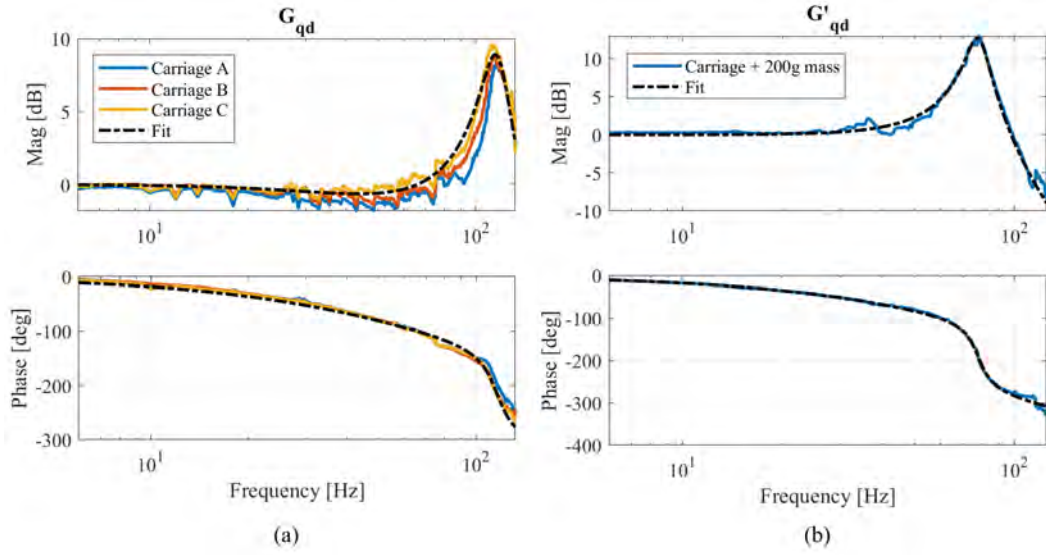 G_qd
Mag [dB]
10
5
0
Carriage A
Carriage B
Carriage C
Fit
10^1
10^2
Phase [deg]
0
-100
-200
-300
10^1
10^2
Frequency [Hz]
(a)
G'_qd
Mag [dB]
10
5
0
-5
-10
Carriage + 200g mass
Fit
10^1
10^2
Phase [deg]
0
-100
-200
-300
-400
10^1
10^2
Frequency [Hz]
(b)